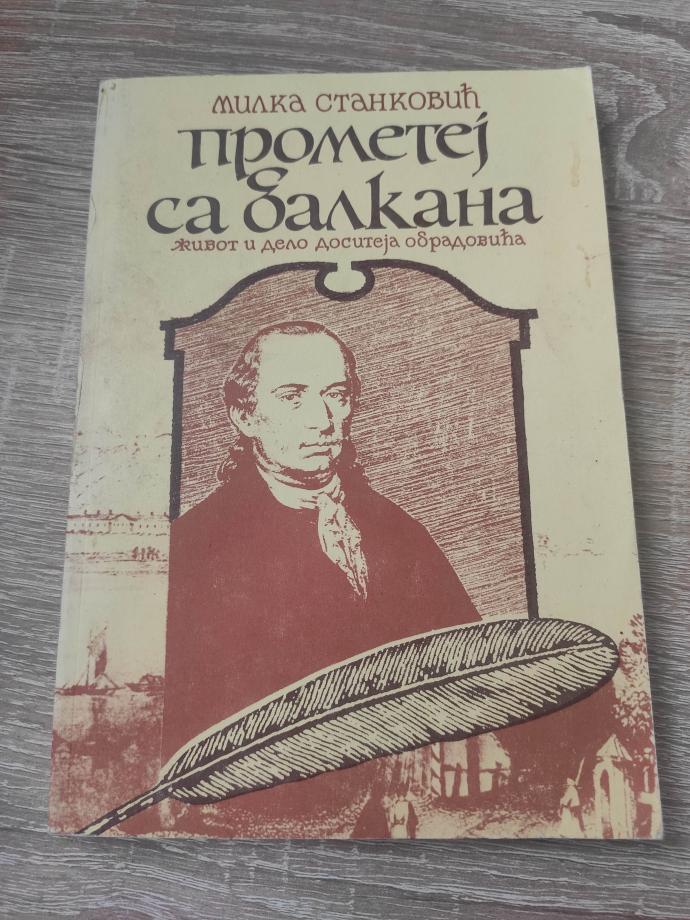 Милка Станковић
Прометеј
са Балкана
живот и дело Доситеја Обрадовића